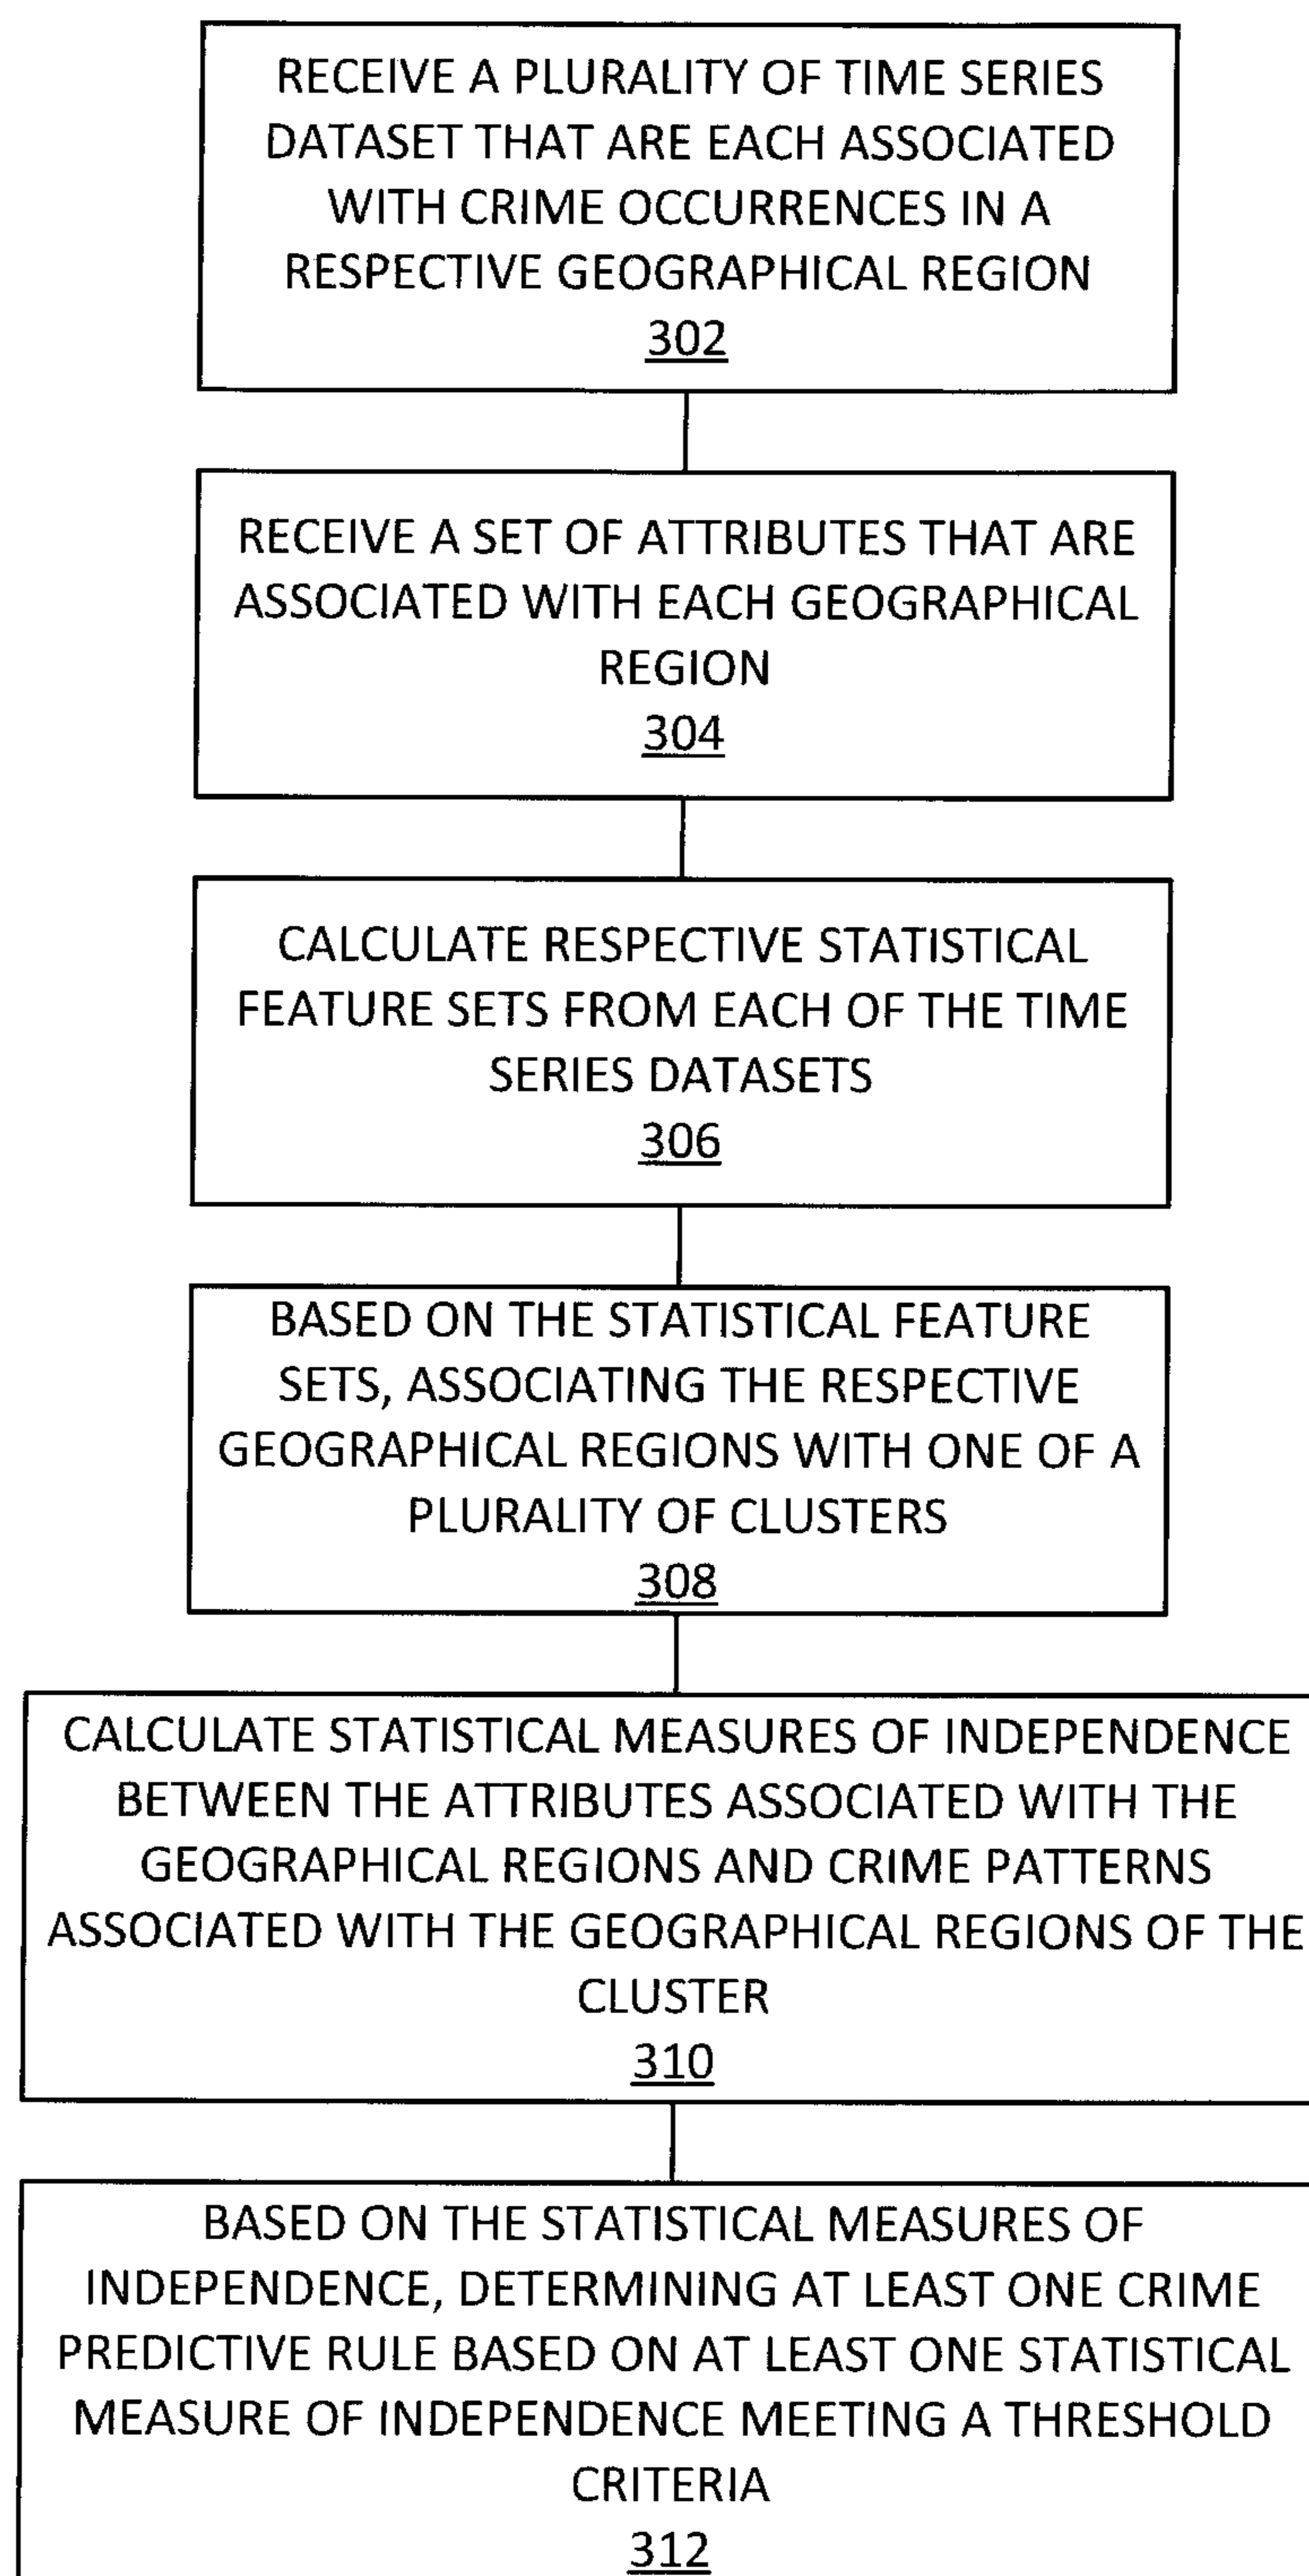 RECEIVE A PLURALITY OF TIME SERIES
DATASET THAT ARE EACH ASSOCIATED
WITH CRIME OCCURRENCES IN A
RESPECTIVE GEOGRAPHICAL REGION
302
RECEIVE A SET OF ATTRIBUTES THAT ARE
ASSOCIATED WITH EACH GEOGRAPHICAL
REGION
304
CALCULATE RESPECTIVE STATISTICAL
FEATURE SETS FROM EACH OF THE TIME
SERIES DATASETS
306
BASED ON THE STATISTICAL FEATURE
SETS, ASSOCIATING THE RESPECTIVE
GEOGRAPHICAL REGIONS WITH ONE OF A
PLURALITY OF CLUSTERS
308
CALCULATE STATISTICAL MEASURES OF INDEPENDENCE
BETWEEN THE ATTRIBUTES ASSOCIATED WITH THE
GEOGRAPHICAL REGIONS AND CRIME PATTERNS
ASSOCIATED WITH THE GEOGRAPHICAL REGIONS OF THE
CLUSTER
310
BASED ON THE STATISTICAL MEASURES OF
INDEPENDENCE, DETERMINING AT LEAST ONE CRIME
PREDICTIVE RULE BASED ON AT LEAST ONE STATISTICAL
MEASURE OF INDEPENDENCE MEETING A THRESHOLD
CRITERIA
312